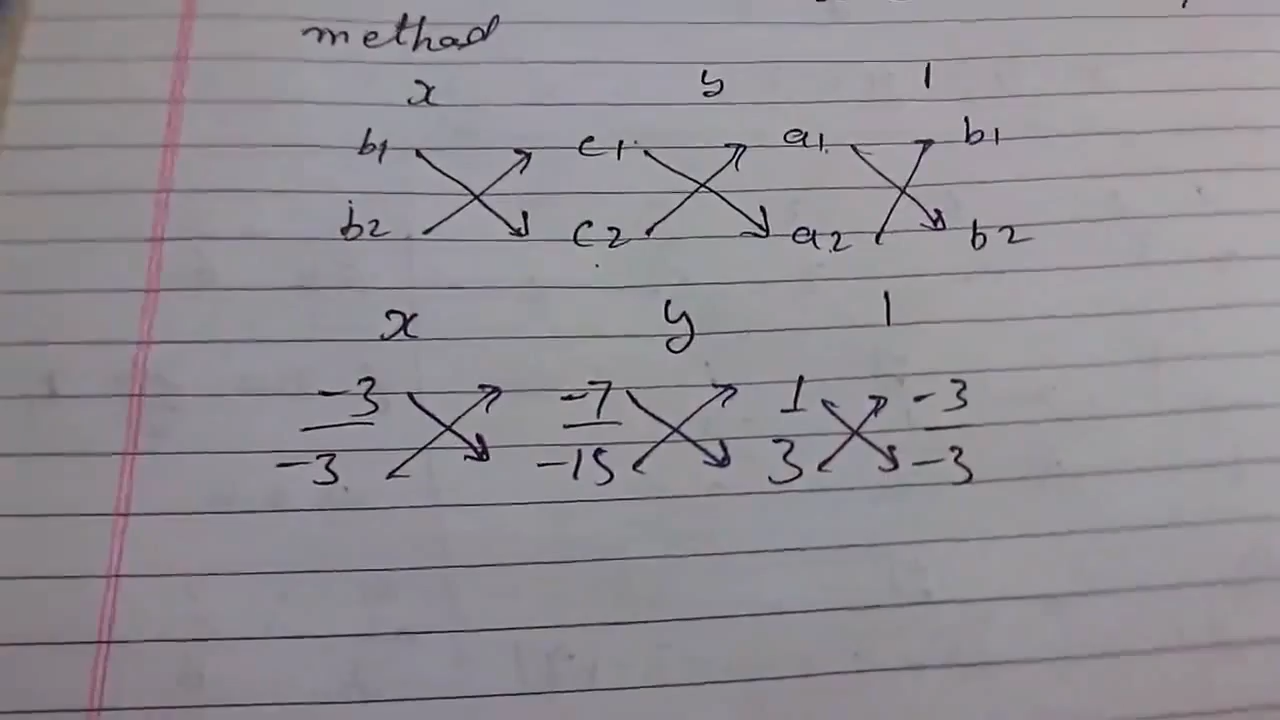 method
x y 1
b1 c1 a1 b1
b2 c2 a2 b2
x y 1
-3 -7 1 -3
-3 -15 3 -3